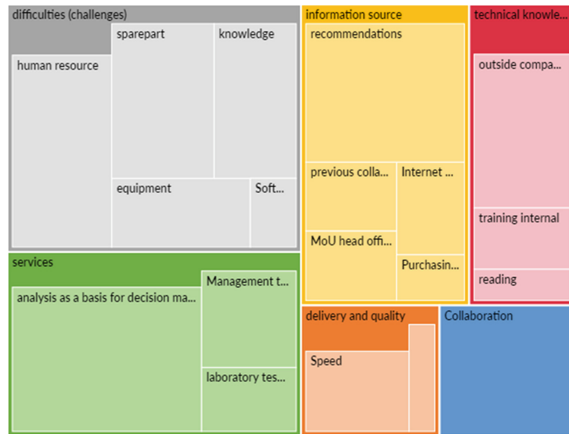 difficulties (challenges)
human resource
sparepart
knowledge
equipment
Soft...
information source
recommendations
previous colla...
Internet ...
MoU head offi...
Purchasin...
technical knowle...
outside compa...
training internal
reading
services
analysis as a basis for decision ma...
Management t...
laboratory tes...
delivery and quality
Speed
Collaboration